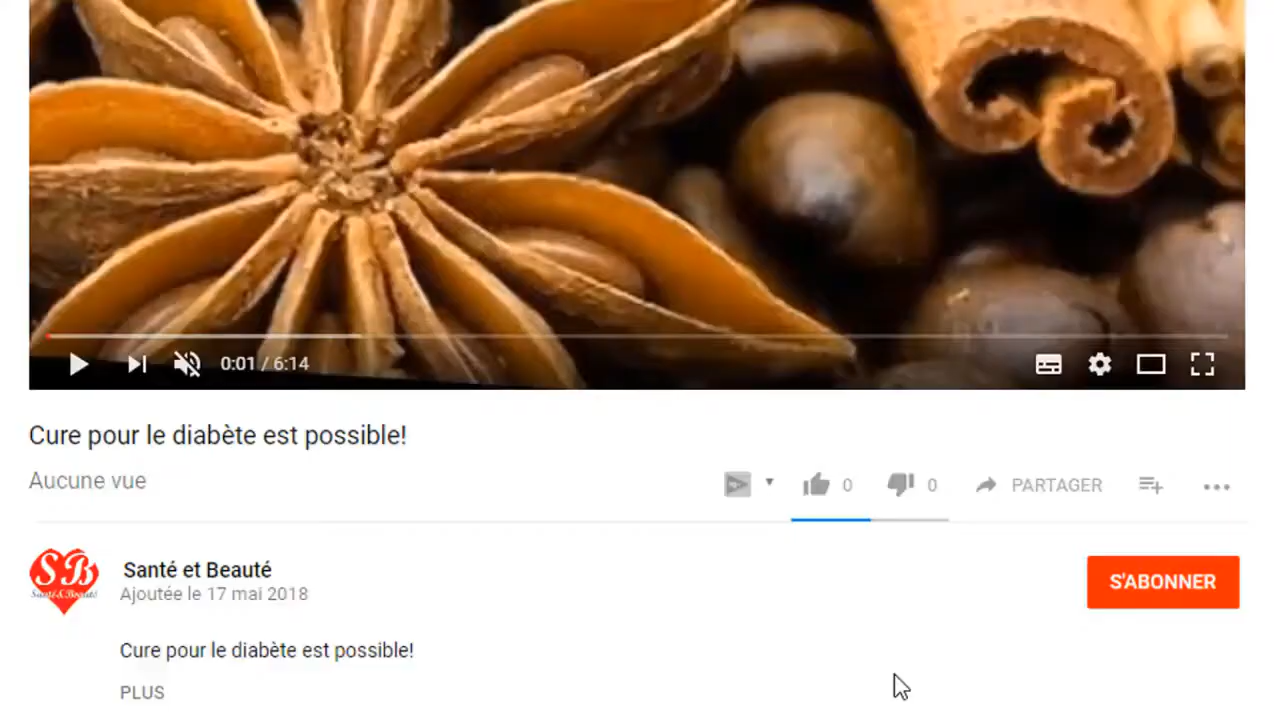 0:01 / 6:14
Cure pour le diabète est possible!
Aucune vue
0 0 PARTAGER
SB
Santé et Beauté
S'ABONNER
Ajoutée le 17 mai 2018
Cure pour le diabète est possible!
PLUS